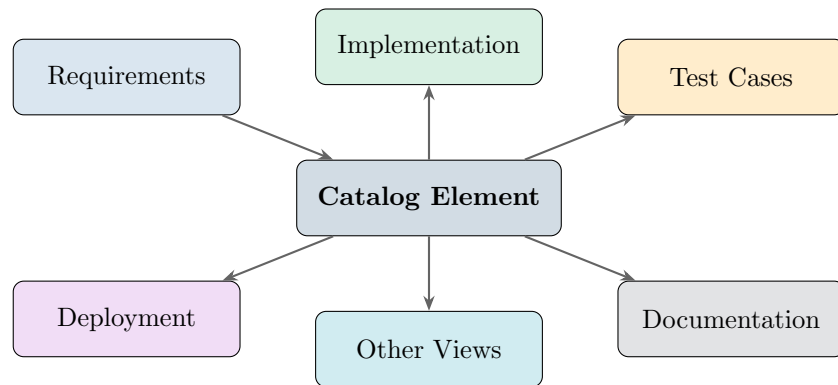 Implementation
Requirements
Test Cases
Catalog Element
Deployment
Documentation
Other Views